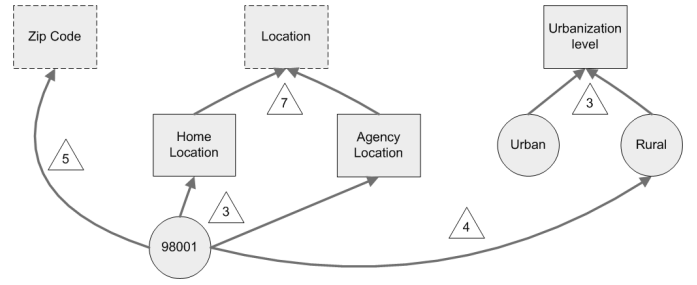 Zip Code
Location
Urbanization
level
7
3
Home
Location
Agency
Location
Urban
Rural
5
3
4
98001